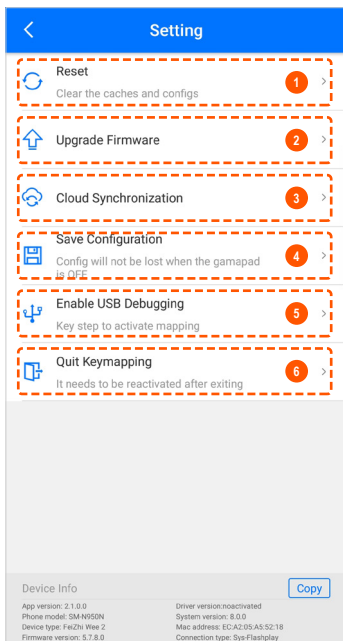 Setting
Reset
Clear the caches and configs
1
Upgrade Firmware
2
Cloud Synchronization
3
Save Configuration
Config will not be lost when the gamapad
is OFF
4
Enable USB Debugging
Key step to activate mapping
5
Quit Keymapping
It needs to be reactivated after exiting
6
Device Info
Copy
App version: 2.1.0.0
Driver version:noactivated
Phone model: SM-N950N
System version: 8.0.0
Device type: FeiZhi Wee 2
Mac address: EC:A2:05:A5:52:18
Firmware version: 5.7.8.0
Connection type: Sys-Flashplay